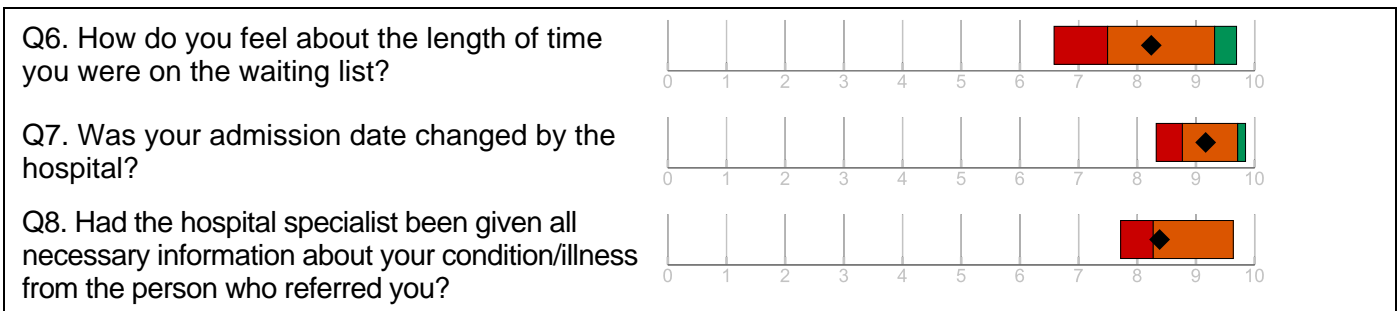 Q6. How do you feel about the length of time
you were on the waiting list?
0 1 2 3 4 5 6 7 8 9 10
Q7. Was your admission date changed by the
hospital?
0 1 2 3 4 5 6 7 8 9 10
Q8. Had the hospital specialist been given all
necessary information about your condition/illness
from the person who referred you?
0 1 2 3 4 5 6 7 8 9 10